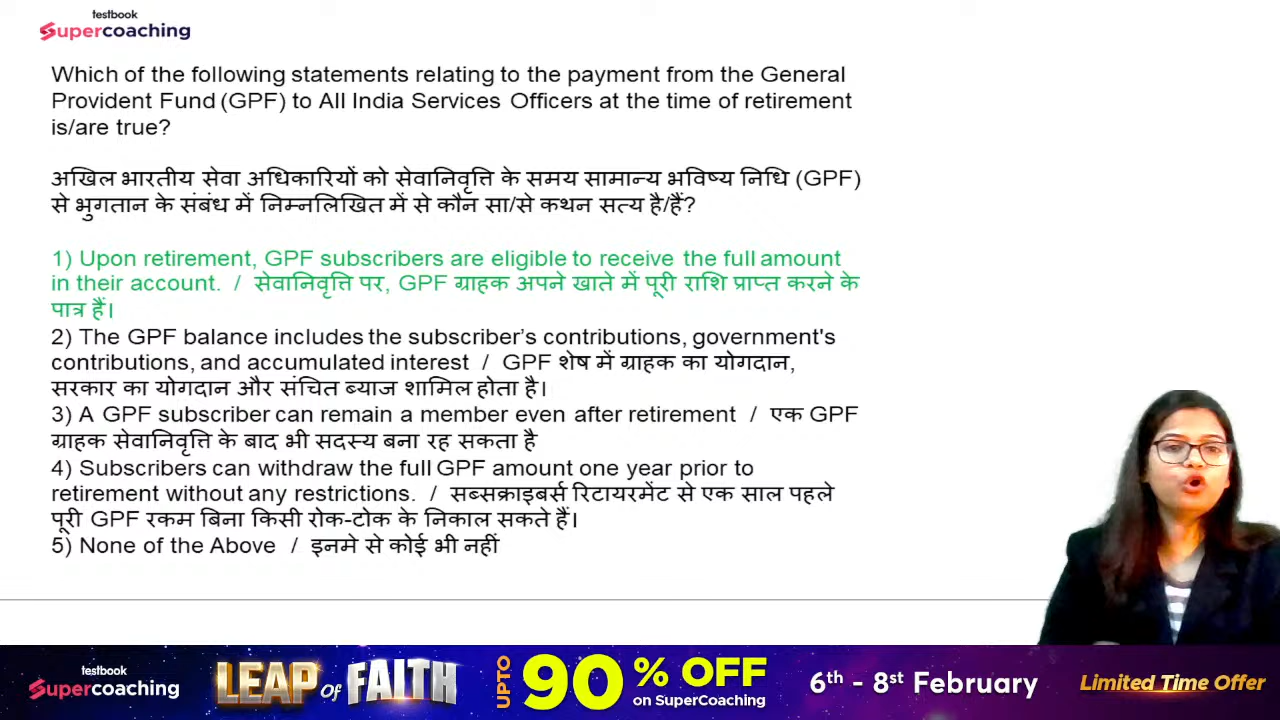 testbook
Supercoaching
Which of the following statements relating to the payment from the General
Provident Fund (GPF) to All India Services Officers at the time of retirement
is/are true?
अखिल भारतीय सेवा अधिकारियों को सेवानिवृत्ति के समय सामान्य भविष्य निधि (GPF)
से भुगतान के संबंध में निम्नलिखित में से कौन सा/से कथन सत्य है/हैं?
1) Upon retirement, GPF subscribers are eligible to receive the full amount
in their account. / सेवानिवृत्ति पर, GPF ग्राहक अपने खाते में पूरी राशि प्राप्त करने के
पात्र हैं।
2) The GPF balance includes the subscriber's contributions, government's
contributions, and accumulated interest / GPF शेष में ग्राहक का योगदान,
सरकार का योगदान और संचित ब्याज शामिल होता है।
3) A GPF subscriber can remain a member even after retirement / एक GPF
ग्राहक सेवानिवृत्ति के बाद भी सदस्य बना रह सकता है
4) Subscribers can withdraw the full GPF amount one year prior to
retirement without any restrictions. / सब्सक्राइबर्स रिटायरमेंट से एक साल पहले
पूरी GPF रकम बिना किसी रोक-टोक के निकाल सकते हैं।
5) None of the Above / इनमे से कोई भी नहीं
testbook
Supercoaching
LEAP Of FAITH
UPTO 90% OFF
on SuperCoaching
6th - 8st February
Limited Time Offer